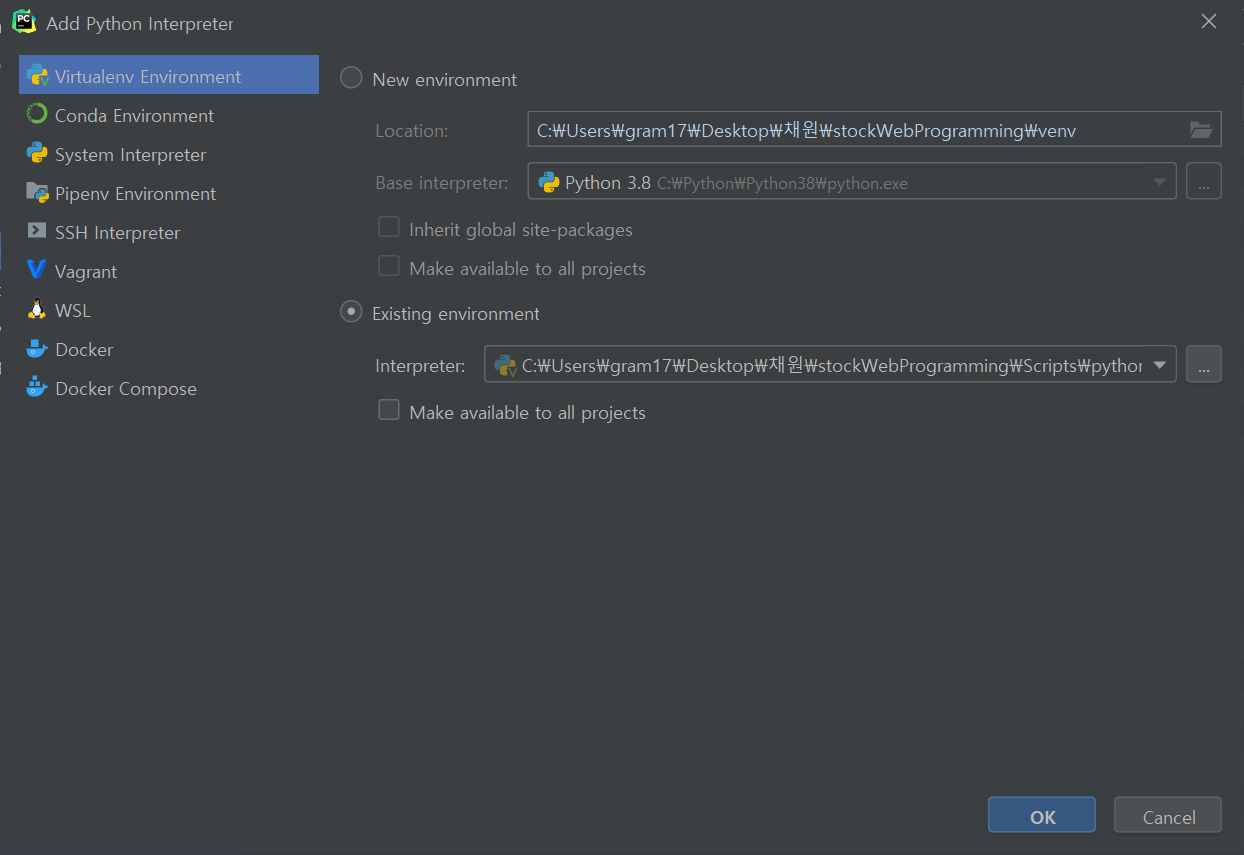 Add Python Interpreter
Virtualenv Environment
Conda Environment
System Interpreter
Pipenv Environment
SSH Interpreter
Vagrant
WSL
Docker
Docker Compose
New environment
Location: C:₩Users₩gram17₩Desktop₩채원₩stockWebProgramming₩venv
Base interpreter: Python 3.8 C:₩Python₩Python38₩python.exe ...
Inherit global site-packages
Make available to all projects
Existing environment
Interpreter: C:₩Users₩gram17₩Desktop₩채원₩stockWebProgramming₩Scripts₩python ...
Make available to all projects
OK Cancel